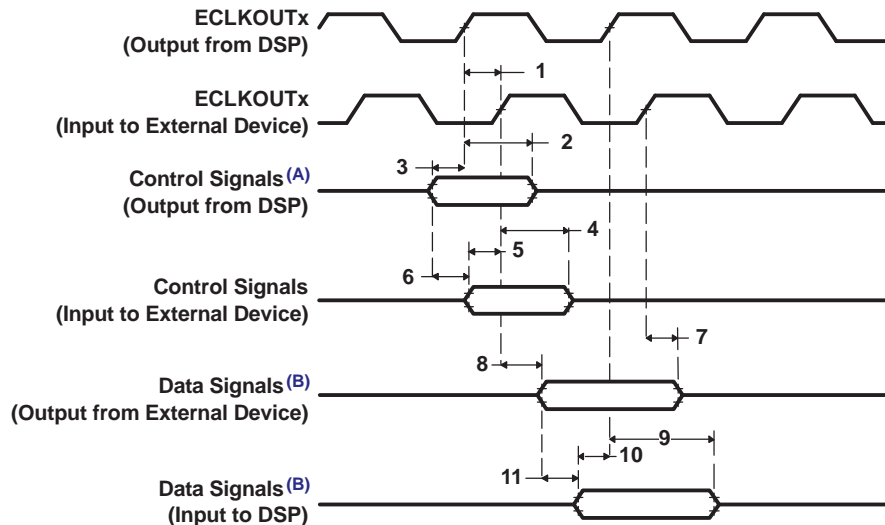 ECLKOUTx
(Output from DSP)
1
ECLKOUTx
(Input to External Device)
2
3
Control Signals (A)
(Output from DSP)
4
5
6
Control Signals
(Input to External Device)
7
8
Data Signals (B)
(Output from External Device)
9
10
11
Data Signals (B)
(Input to DSP)